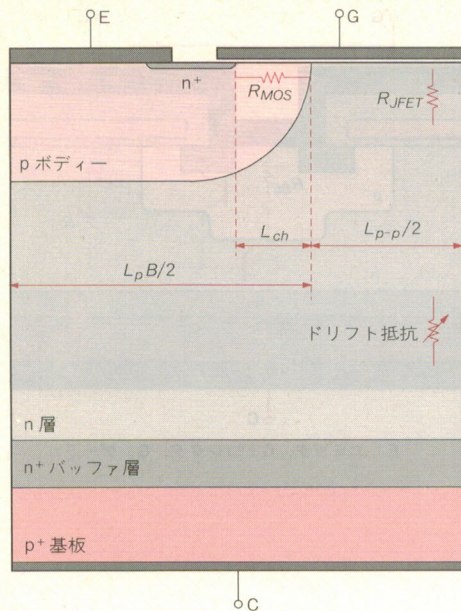 E
G
n⁺
R_MOS
R_JFET
p ボディー
L_ch
L_p-p/2
L_pB/2
ドリフト抵抗
n 層
n⁺ バッファ層
p⁺ 基板
C